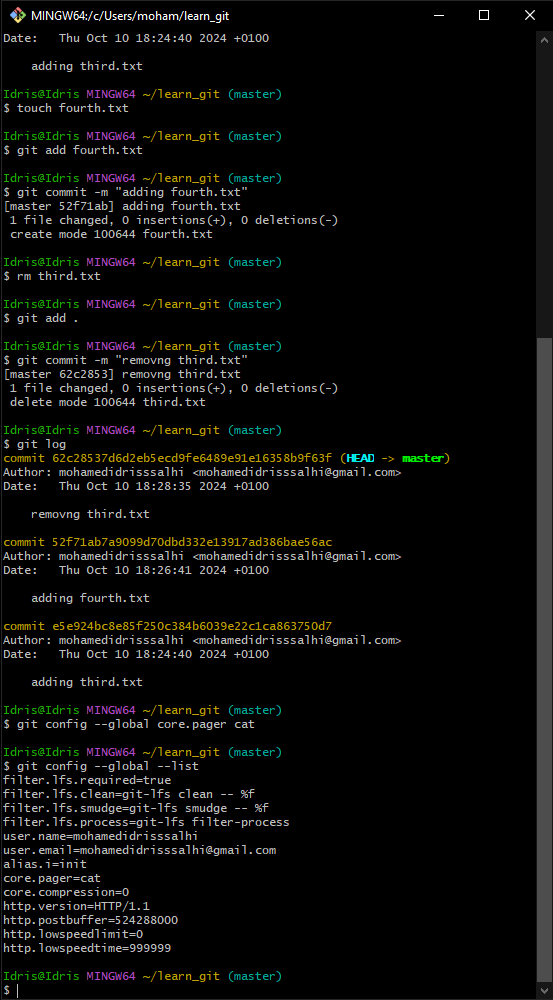 MINGW64:/c/Users/moham/learn_git
Date:   Thu Oct 10 18:24:40 2024 +0100
    adding third.txt
Idris@Idris MINGW64 ~/learn_git (master)
$ touch fourth.txt
Idris@Idris MINGW64 ~/learn_git (master)
$ git add fourth.txt
Idris@Idris MINGW64 ~/learn_git (master)
$ git commit -m "adding fourth.txt"
[master 52f71ab] adding fourth.txt
 1 file changed, 0 insertions(+), 0 deletions(-)
 create mode 100644 fourth.txt
Idris@Idris MINGW64 ~/learn_git (master)
$ rm third.txt
Idris@Idris MINGW64 ~/learn_git (master)
$ git add .
Idris@Idris MINGW64 ~/learn_git (master)
$ git commit -m "removng third.txt"
[master 62c2853] removng third.txt
 1 file changed, 0 insertions(+), 0 deletions(-)
 delete mode 100644 third.txt
Idris@Idris MINGW64 ~/learn_git (master)
$ git log
commit 62c28537d6d2eb5ecd9fe6489e91e16358b9f63f (HEAD -> master)
Author: mohamedidrisssalhi <mohamedidrisssalhi@gmail.com>
Date:   Thu Oct 10 18:28:35 2024 +0100
    removng third.txt
commit 52f71ab7a9099d70dbd332e13917ad386bae56ac
Author: mohamedidrisssalhi <mohamedidrisssalhi@gmail.com>
Date:   Thu Oct 10 18:26:41 2024 +0100
    adding fourth.txt
commit e5e924bc8e85f250c384b6039e22c1ca863750d7
Author: mohamedidrisssalhi <mohamedidrisssalhi@gmail.com>
Date:   Thu Oct 10 18:24:40 2024 +0100
    adding third.txt
Idris@Idris MINGW64 ~/learn_git (master)
$ git config --global core.pager cat
Idris@Idris MINGW64 ~/learn_git (master)
$ git config --global --list
filter.lfs.required=true
filter.lfs.clean=git-lfs clean -- %f
filter.lfs.smudge=git-lfs smudge -- %f
filter.lfs.process=git-lfs filter-process
user.name=mohamedidrisssalhi
user.email=mohamedidrisssalhi@gmail.com
alias.i=init
core.pager=cat
core.compression=0
http.version=HTTP/1.1
http.postbuffer=524288000
http.lowspeedlimit=0
http.lowspeedtime=999999
Idris@Idris MINGW64 ~/learn_git (master)
$